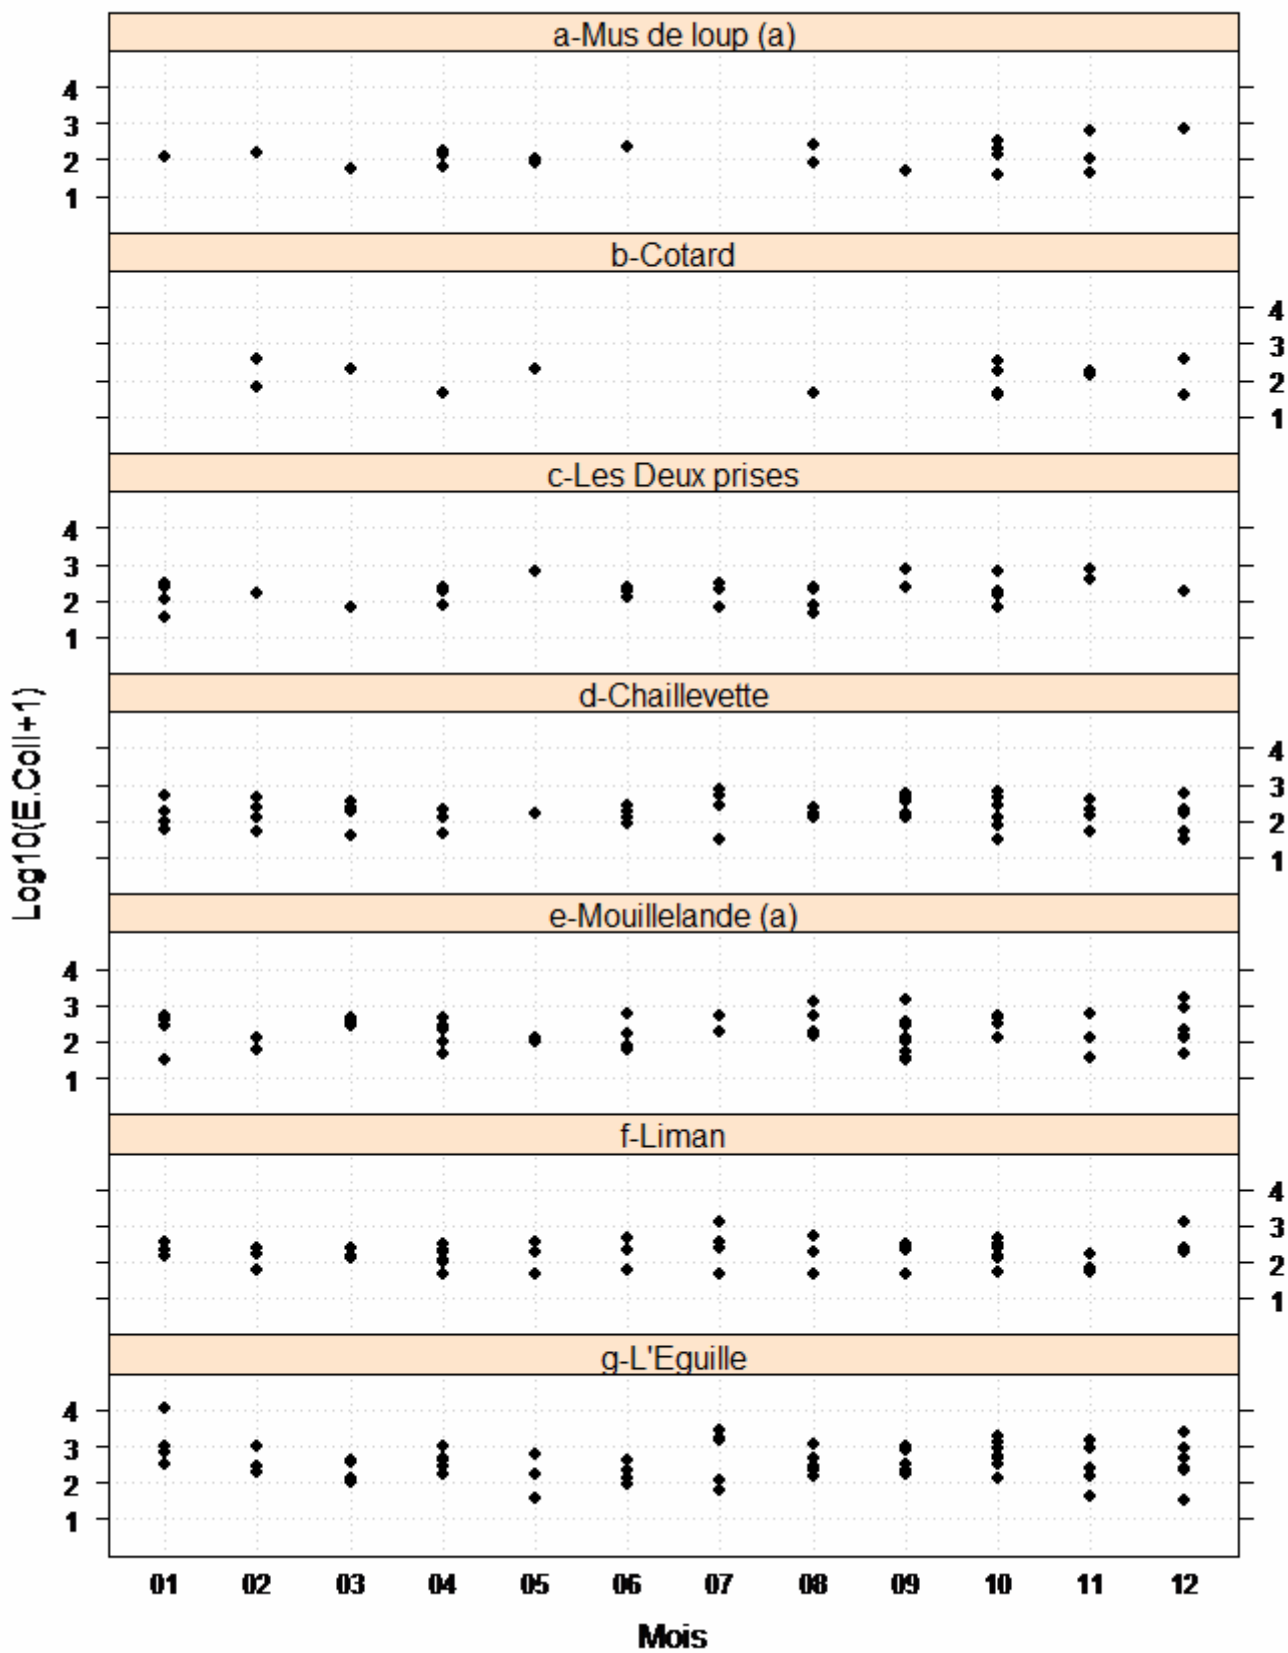 a-Mus de loup (a)
4
3
2
1
b-Cotard
4
3
2
1
c-Les Deux prises
4
3
2
1
d-Chaillevette
4
3
2
1
e-Mouillelande (a)
4
3
2
1
f-Liman
4
3
2
1
g-L'Eguille
4
3
2
1
Log10(E.Coli+1)
01 02 03 04 05 06 07 08 09 10 11 12
Mois